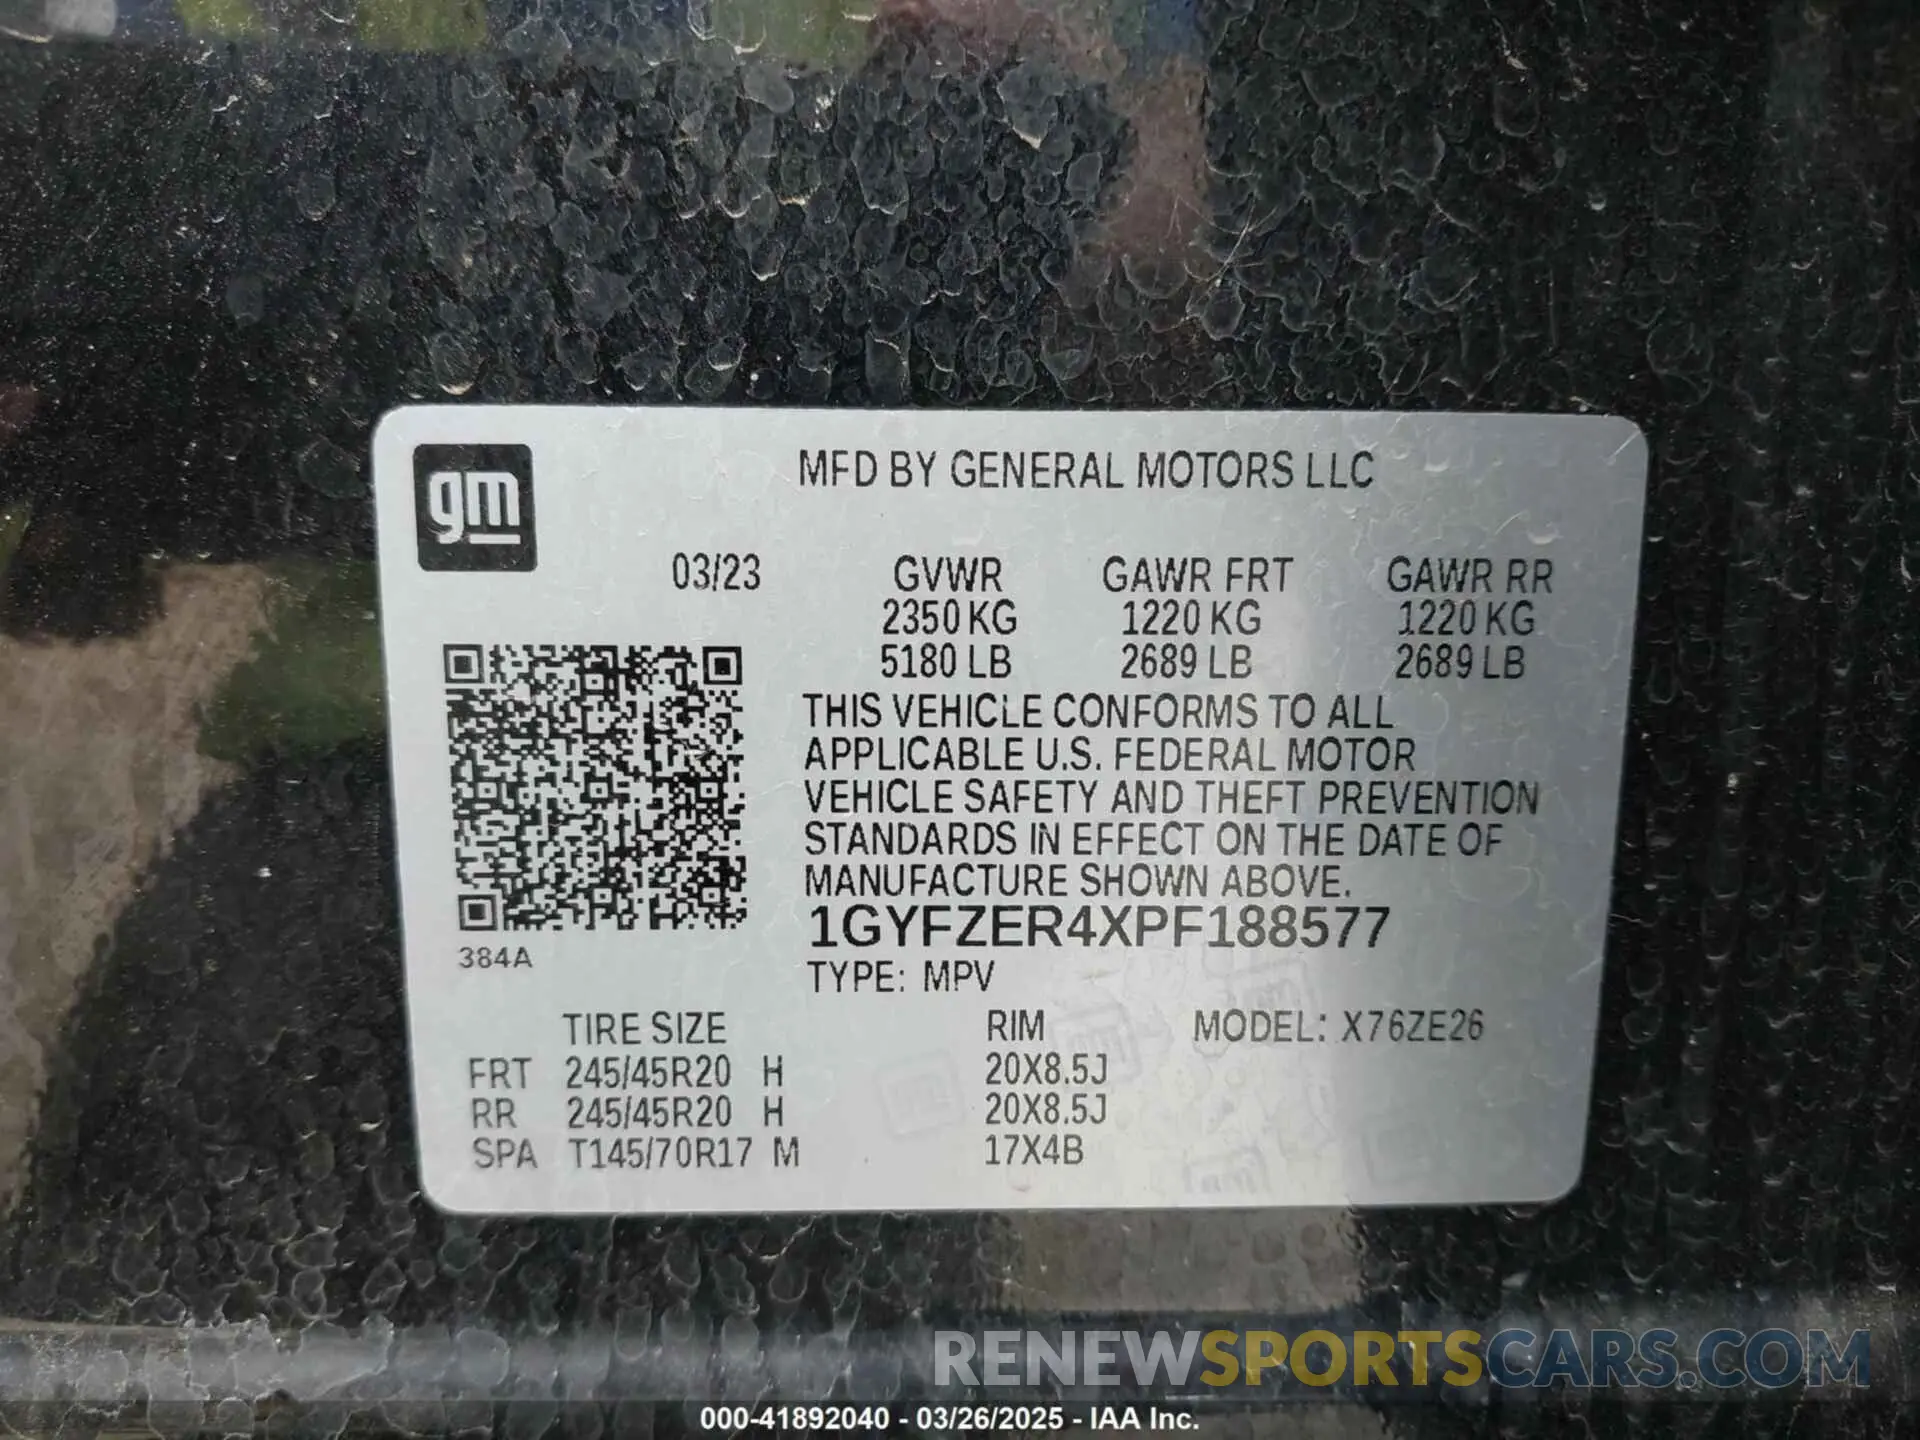 gm
MFD BY GENERAL MOTORS LLC
03/23 GVWR GAWR FRT GAWR RR
2350 KG 1220 KG 1220 KG
5180 LB 2689 LB 2689 LB
THIS VEHICLE CONFORMS TO ALL
APPLICABLE U.S. FEDERAL MOTOR
VEHICLE SAFETY AND THEFT PREVENTION
STANDARDS IN EFFECT ON THE DATE OF
MANUFACTURE SHOWN ABOVE.
1GYFZER4XPF188577
384A
TYPE: MPV
TIRE SIZE RIM MODEL: X76ZE26
FRT 245/45R20 H 20X8.5J
RR 245/45R20 H 20X8.5J
SPA T145/70R17 M 17X4B
RENEWSPORTSCARS.COM
000-41892040 - 03/26/2025 - IAA Inc.